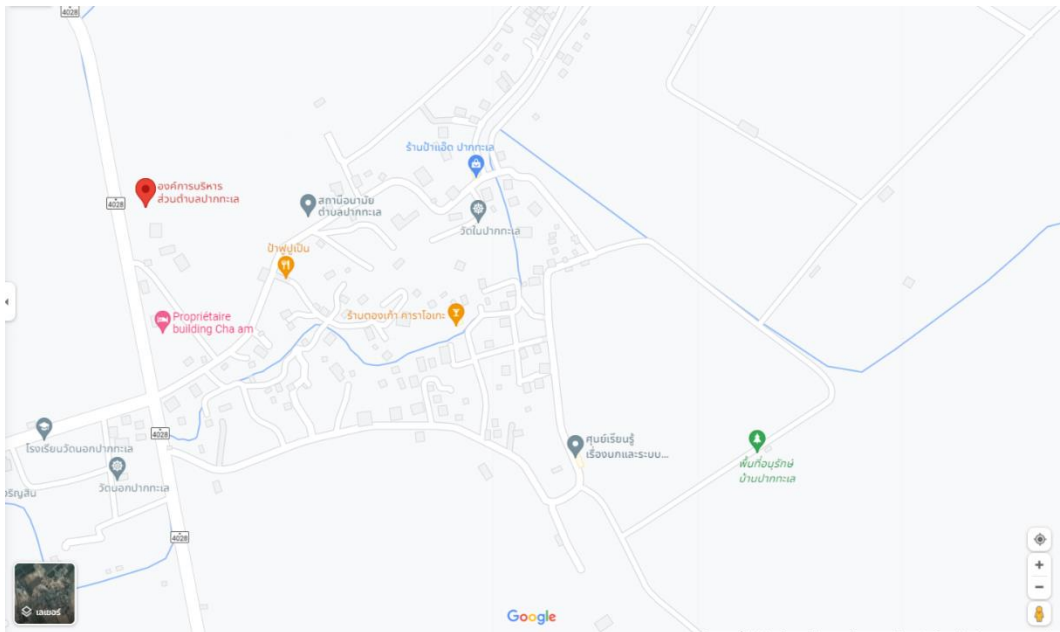 4028
ร้านป้าแอ็ด ปากทะเล
องค์การบริหาร
ส่วนตำบลปากทะเล
4028
สถานีอนามัย
ตำบลปากทะเล
วัดในปากทะเล
ป้าพูปูเป็น
Propriétaire
building Cha am
ร้านตองเก้า คาราโอเกะ
4028
โรงเรียนวัดนอกปากทะเล
ศูนย์เรียนรู้
เรื่องนกและระบบ...
พื้นที่อนุรักษ์
บ้านปากทะเล
วัดนอกปากทะเล
จริญสิน
4028
เลเยอร์
Google